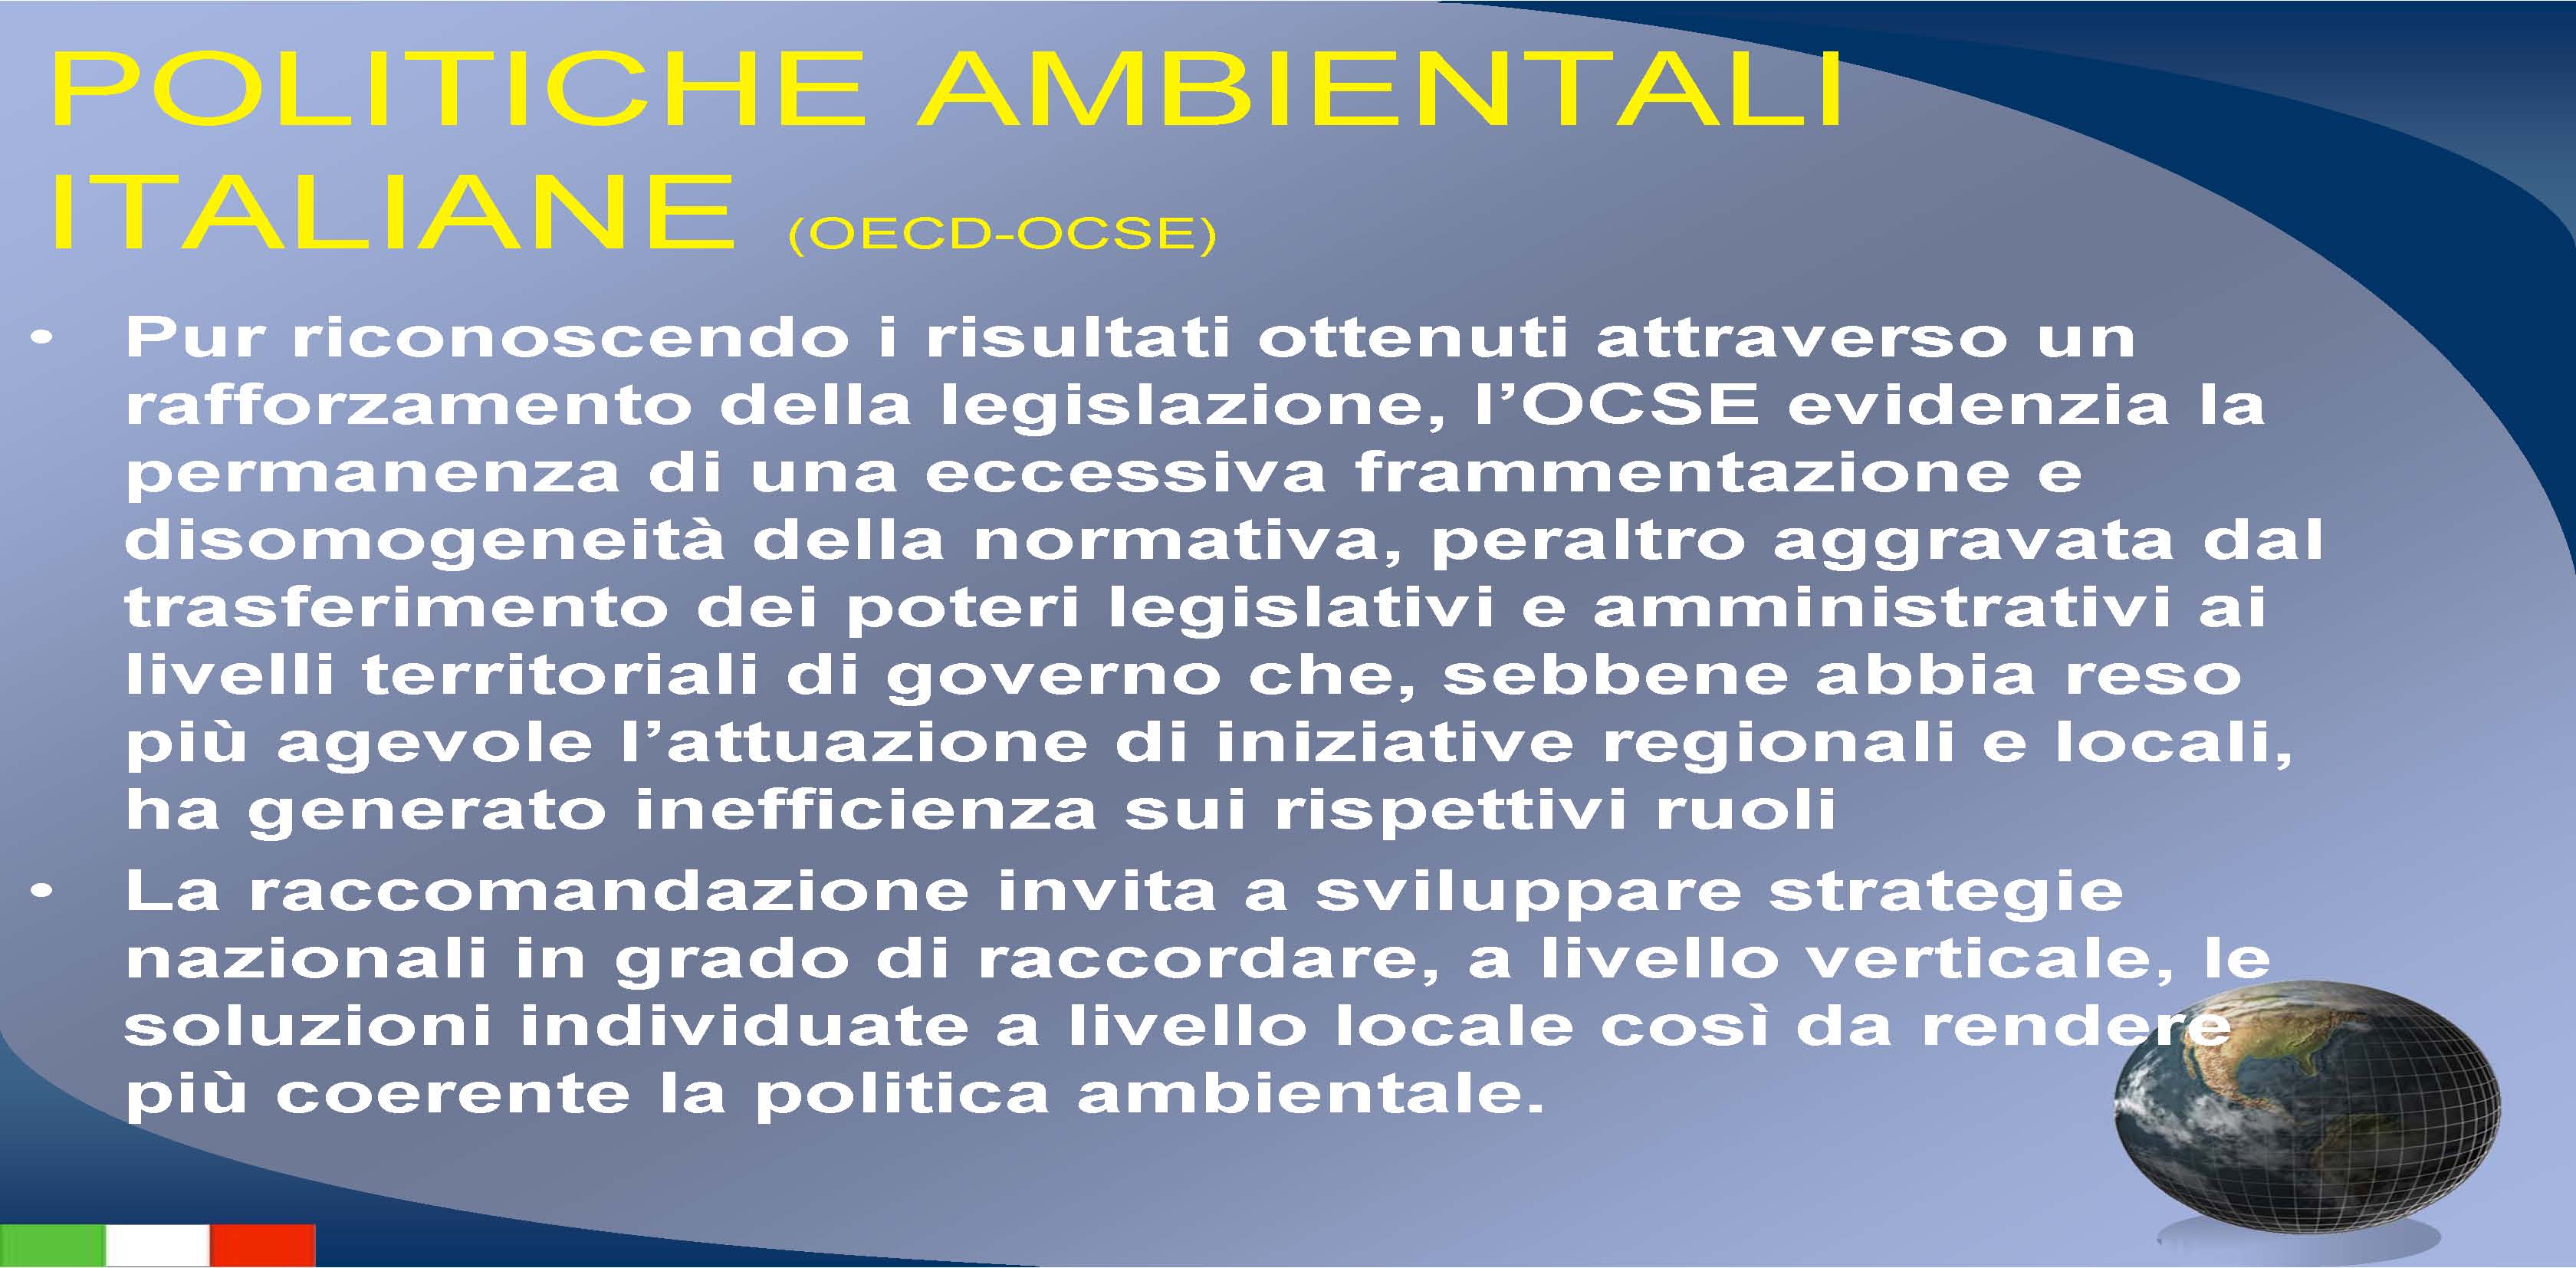 POLITICHE AMBIENTALI
ITALIANE (OECD-OCSE)
• Pur riconoscendo i risultati ottenuti attraverso un
rafforzamento della legislazione, l’OCSE evidenzia la
permanenza di una eccessiva frammentazione e
disomogeneità della normativa, peraltro aggravata dal
trasferimento dei poteri legislativi e amministrativi ai
livelli territoriali di governo che, sebbene abbia reso
più agevole l’attuazione di iniziative regionali e locali,
ha generato inefficienza sui rispettivi ruoli
• La raccomandazione invita a sviluppare strategie
nazionali in grado di raccordare, a livello verticale, le
soluzioni individuate a livello locale così da rendere
più coerente la politica ambientale.